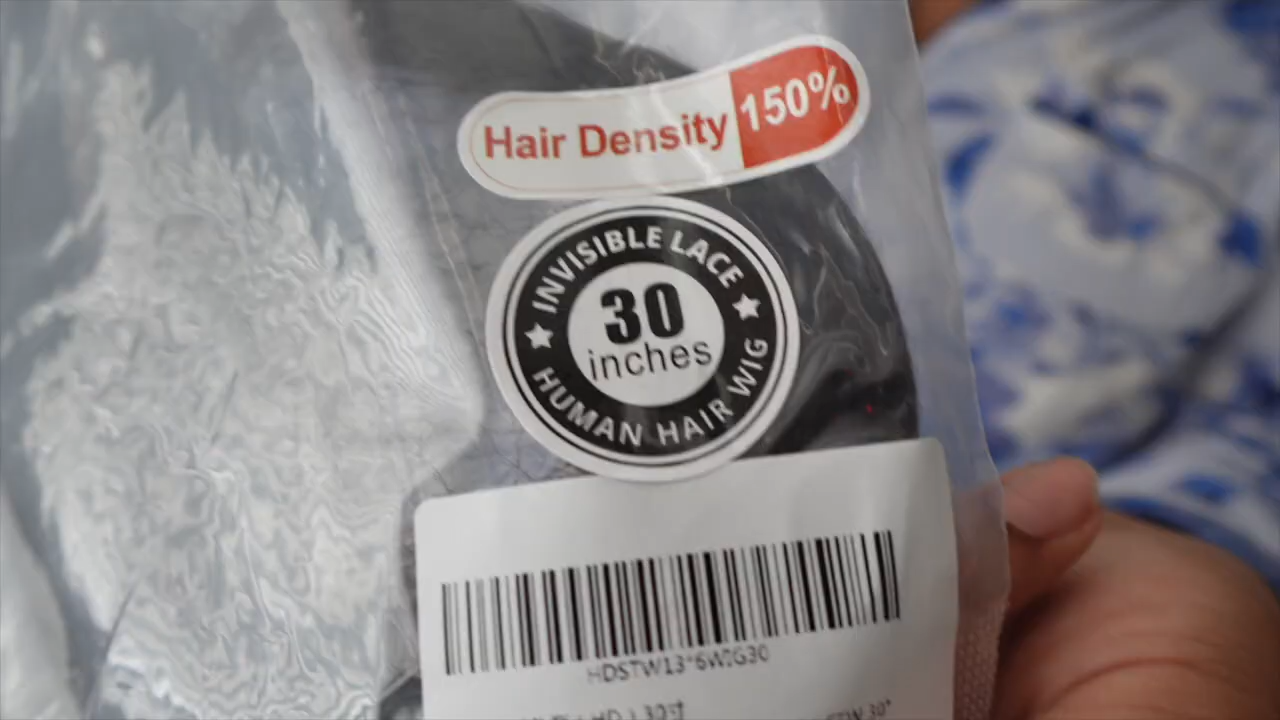 Hair Density 150%
INVISIBLE LACE
30
inches
HUMAN HAIR WIG
HDSTW13*6WIG30